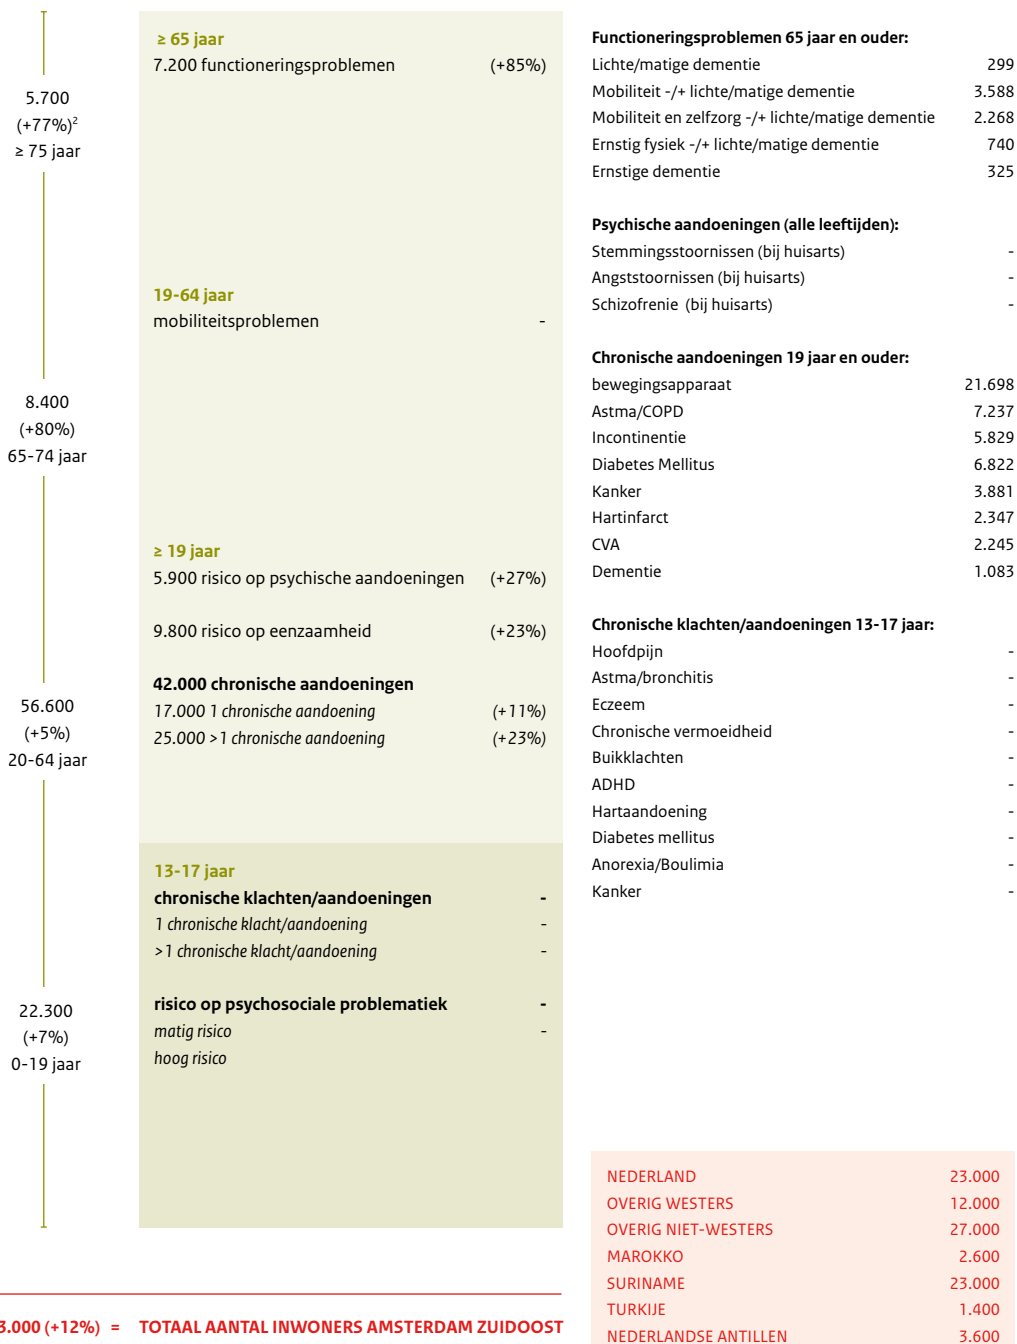 5.700
(+77%)²
≥ 75 jaar
8.400
(+80%)
65-74 jaar
56.600
(+5%)
20-64 jaar
22.300
(+7%)
0-19 jaar
≥ 65 jaar
7.200 functioneringsproblemen (+85%)
19-64 jaar
mobiliteitsproblemen -
≥ 19 jaar
5.900 risico op psychische aandoeningen (+27%)
9.800 risico op eenzaamheid (+23%)
42.000 chronische aandoeningen
17.000 1 chronische aandoening (+11%)
25.000 >1 chronische aandoening (+23%)
13-17 jaar
chronische klachten/aandoeningen -
1 chronische klacht/aandoening -
>1 chronische klacht/aandoening -
risico op psychosociale problematiek -
matig risico -
hoog risico
3.000 (+12%) = TOTAAL AANTAL INWONERS AMSTERDAM ZUIDOOST
Functioneringsproblemen 65 jaar en ouder:
Lichte/matige dementie 299
Mobiliteit -/+ lichte/matige dementie 3.588
Mobiliteit en zelfzorg -/+ lichte/matige dementie 2.268
Ernstig fysiek -/+ lichte/matige dementie 740
Ernstige dementie 325
Psychische aandoeningen (alle leeftijden):
Stemmingsstoornissen (bij huisarts) -
Angststoornissen (bij huisarts) -
Schizofrenie (bij huisarts) -
Chronische aandoeningen 19 jaar en ouder:
bewegingsapparaat 21.698
Astma/COPD 7.237
Incontinentie 5.829
Diabetes Mellitus 6.822
Kanker 3.881
Hartinfarct 2.347
CVA 2.245
Dementie 1.083
Chronische klachten/aandoeningen 13-17 jaar:
Hoofdpijn -
Astma/bronchitis -
Eczeem -
Chronische vermoeidheid -
Buikklachten -
ADHD -
Hartaandoening -
Diabetes mellitus -
Anorexia/Boulimia -
Kanker -
NEDERLAND 23.000
OVERIG WESTERS 12.000
OVERIG NIET-WESTERS 27.000
MAROKKO 2.600
SURINAME 23.000
TURKIJE 1.400
NEDERLANDSE ANTILLEN 3.600